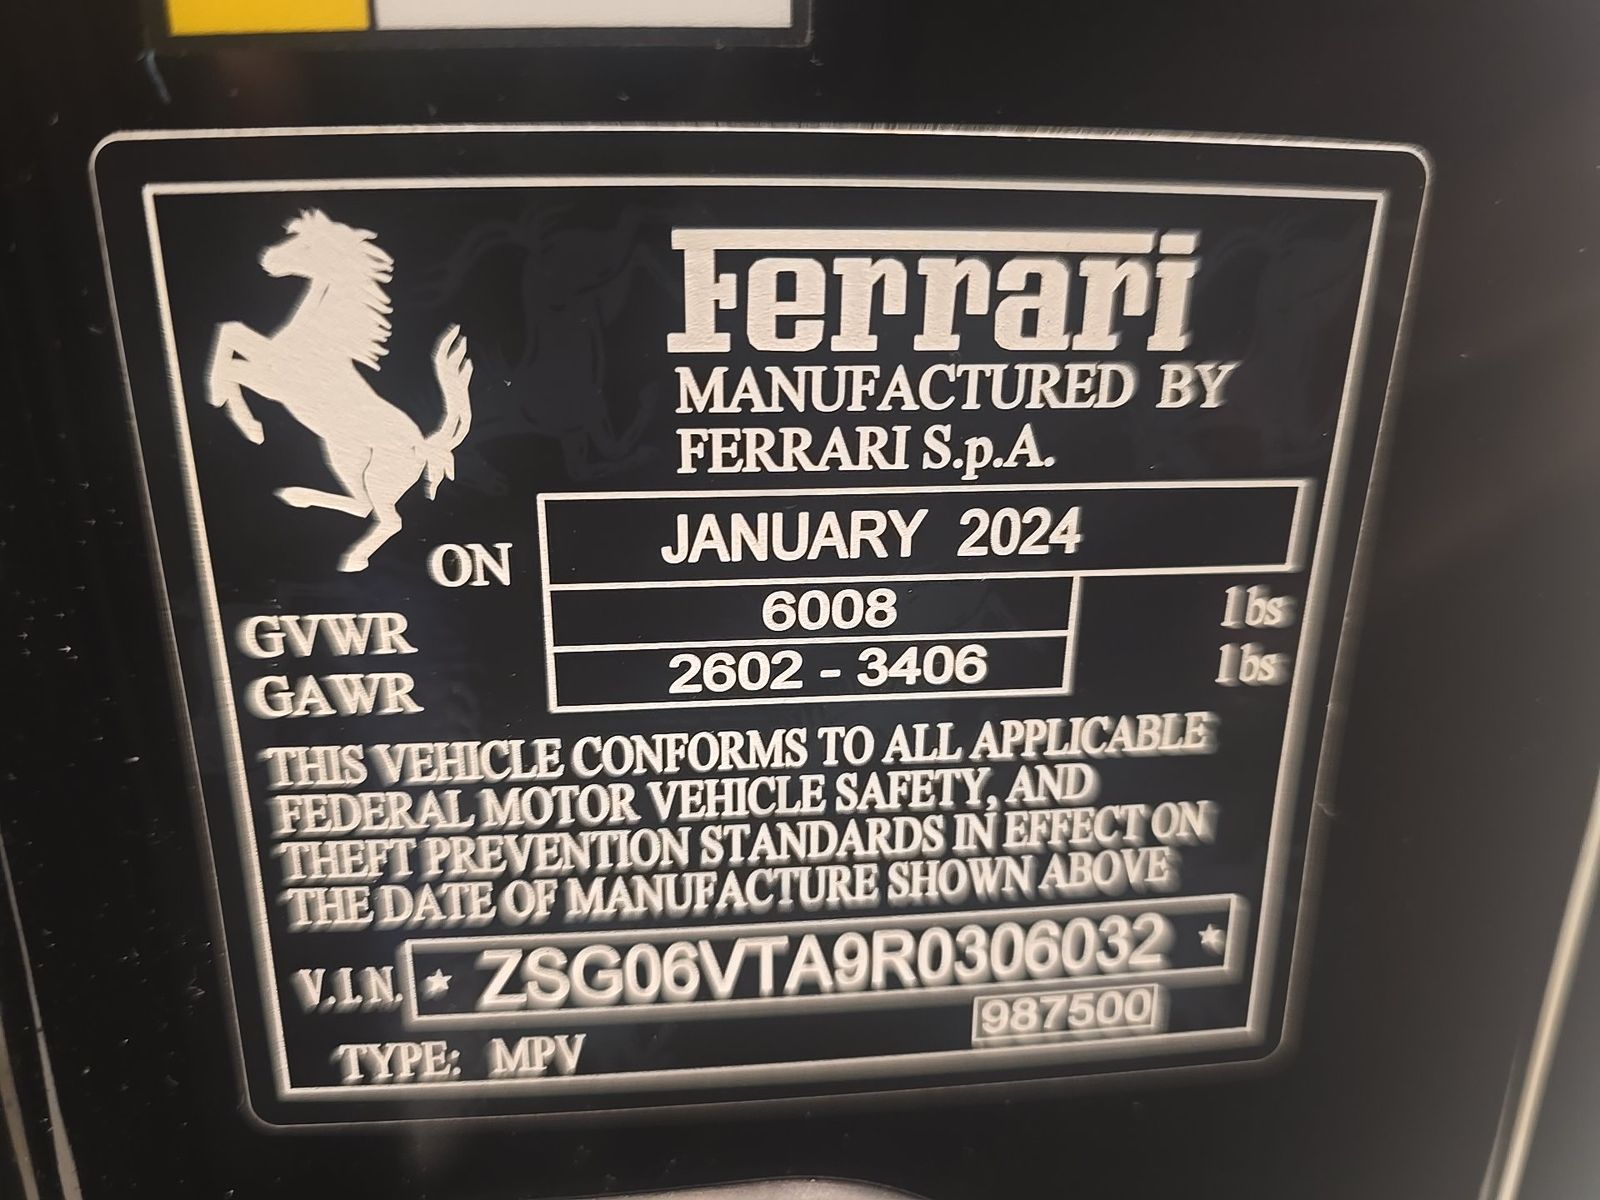 Ferrari
MANUFACTURED BY
FERRARI S.p.A.
ON JANUARY 2024
GVWR 6008 lbs
GAWR 2602 - 3406 lbs
THIS VEHICLE CONFORMS TO ALL APPLICABLE
FEDERAL MOTOR VEHICLE SAFETY, AND
THEFT PREVENTION STANDARDS IN EFFECT ON
THE DATE OF MANUFACTURE SHOWN ABOVE
V.I.N. * ZSG06VTA9R0306032 *
987500
TYPE: MPV